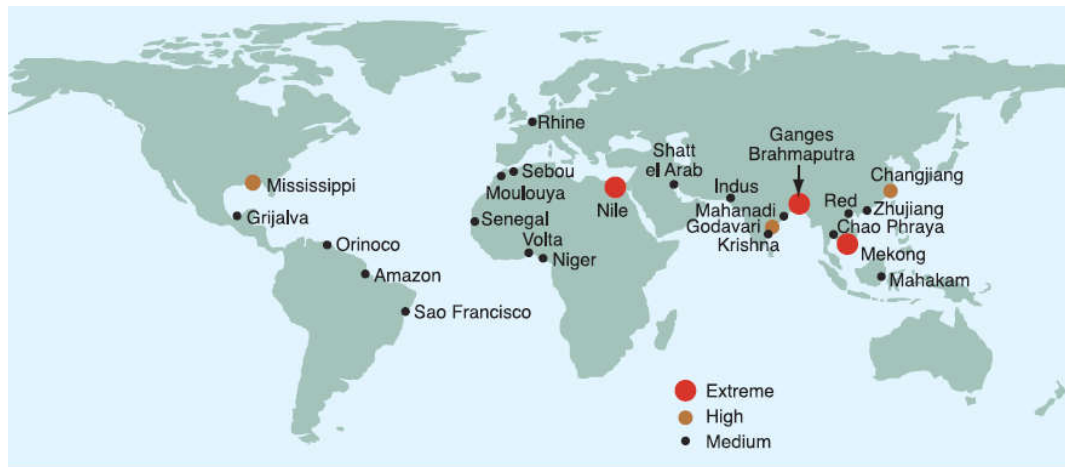 Rhine
Ganges
Brahmaputra
Shatt
el Arab
Changjiang
Sebou
Moulouya
Mississippi
Indus
Nile
Mahanadi
Red
Zhujiang
Grijalva
Senegal
Godavari
Chao Phraya
Krishna
Volta
Orinoco
Niger
Mekong
Amazon
Mahakam
Sao Francisco
Extreme
High
Medium